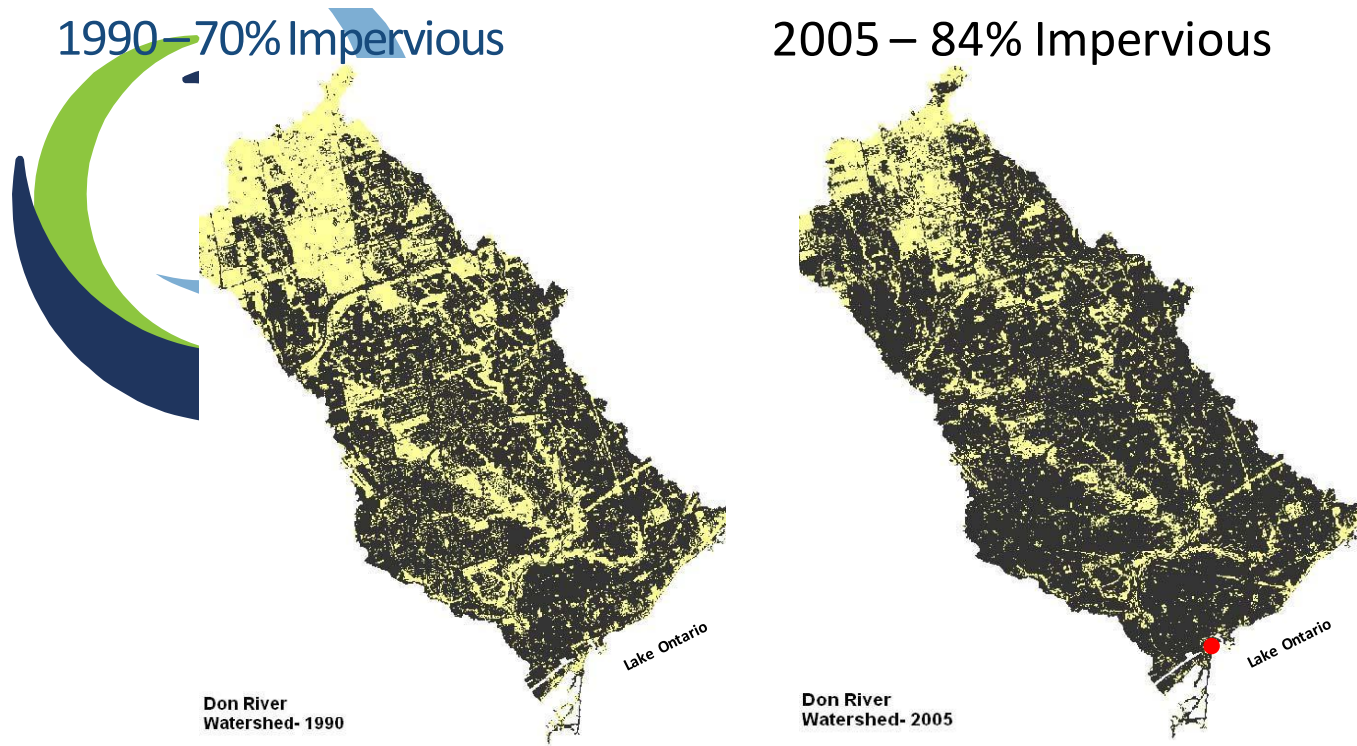 1990 – 70% Impervious
2005 – 84% Impervious
Lake Ontario
Lake Ontario
Don River
Watershed- 1990
Don River
Watershed- 2005